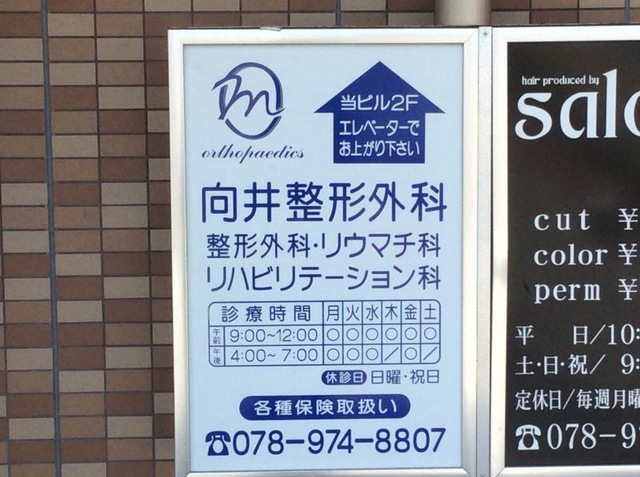 orthopaedics
当ビル2F
エレベーターで
お上がり下さい
向井整形外科
整形外科・リウマチ科
リハビリテーション科
診療時間 月 火 水 木 金 土
午前 9:00~12:00 ○ ○ ○ ○ ○ ○
午後 4:00~7:00 ○ ○ ○ / ○ /
休診日 日曜・祝日
各種保険取扱い
☎078-974-8807
hair produced by
cut ¥
color ¥
perm ¥
平 日/10:
土・日・祝/ 9:
定休日/毎週月曜
☎078-9